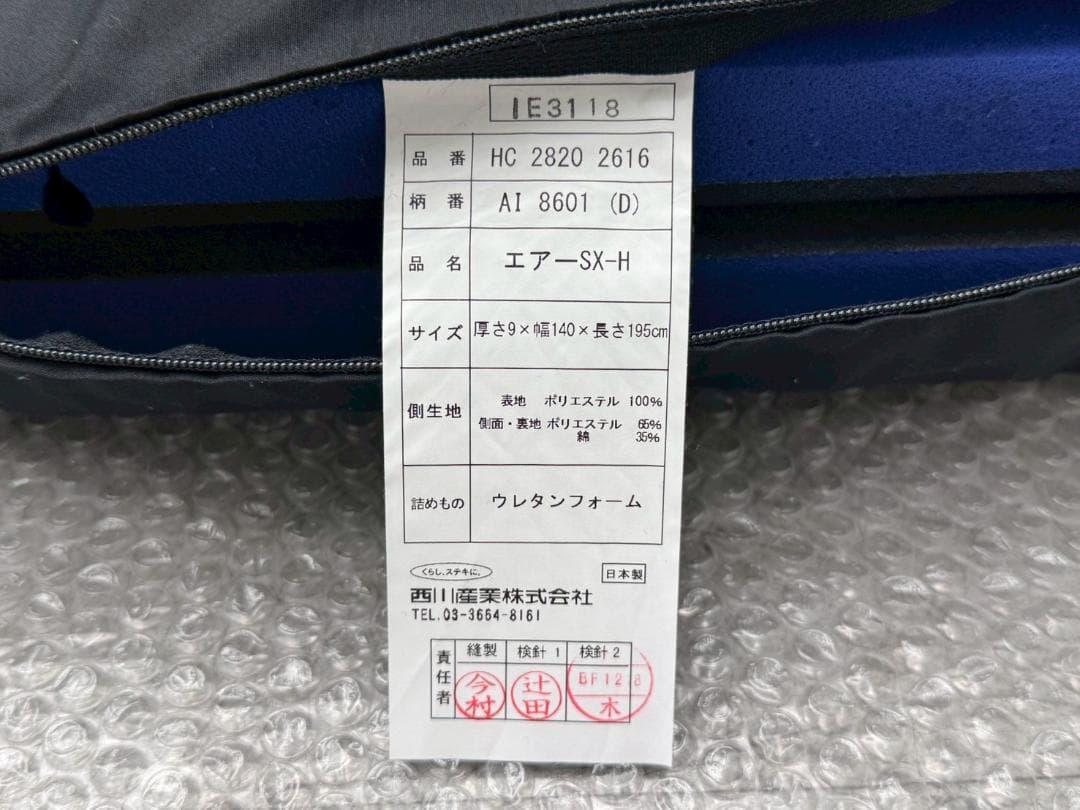 1E3118
品番 HC 2820 2616
柄番 AI 8601 (D)
品名 エアーSX-H
サイズ 厚さ9×幅140×長さ195cm
側生地 表地 ポリエステル 100%
側面・裏地 ポリエステル 65%
綿 35%
詰めもの ウレタンフォーム
くらし、ステキに。
日本製
西川産業株式会社
TEL.03-3664-8161
責任者 縫製 検針1 検針2
今村 辻田 BF12 8
木